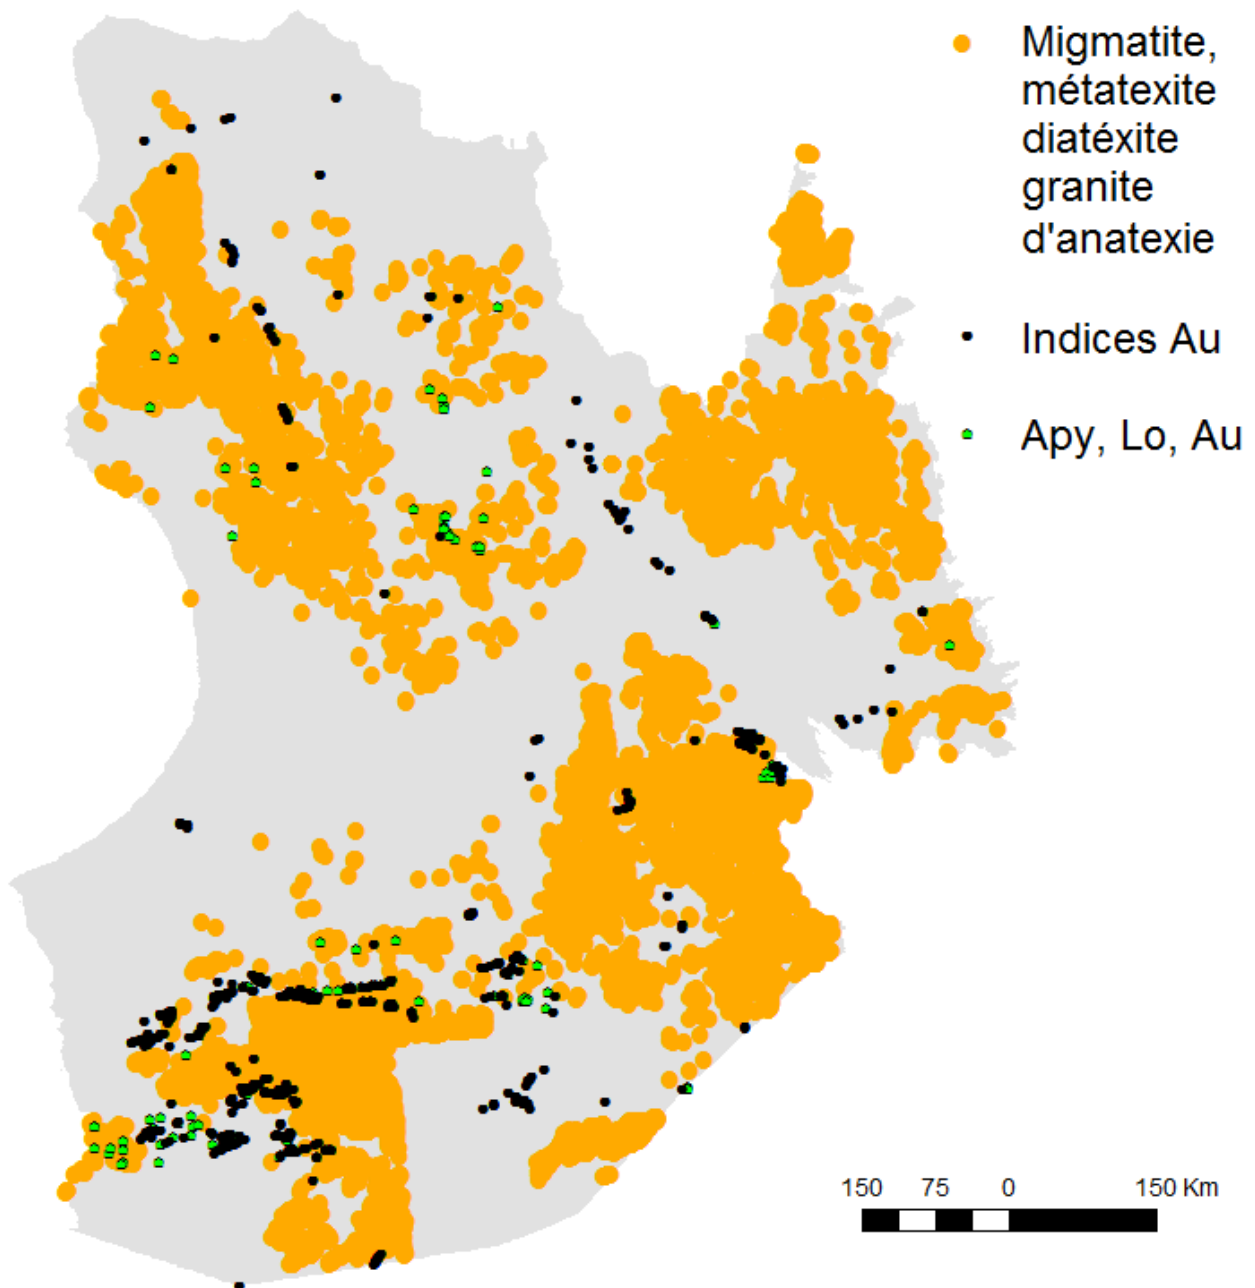 Migmatite,
métatexite
diatéxite
granite
d'anatexie
Indices Au
Apy, Lo, Au
150 75 0 150 Km